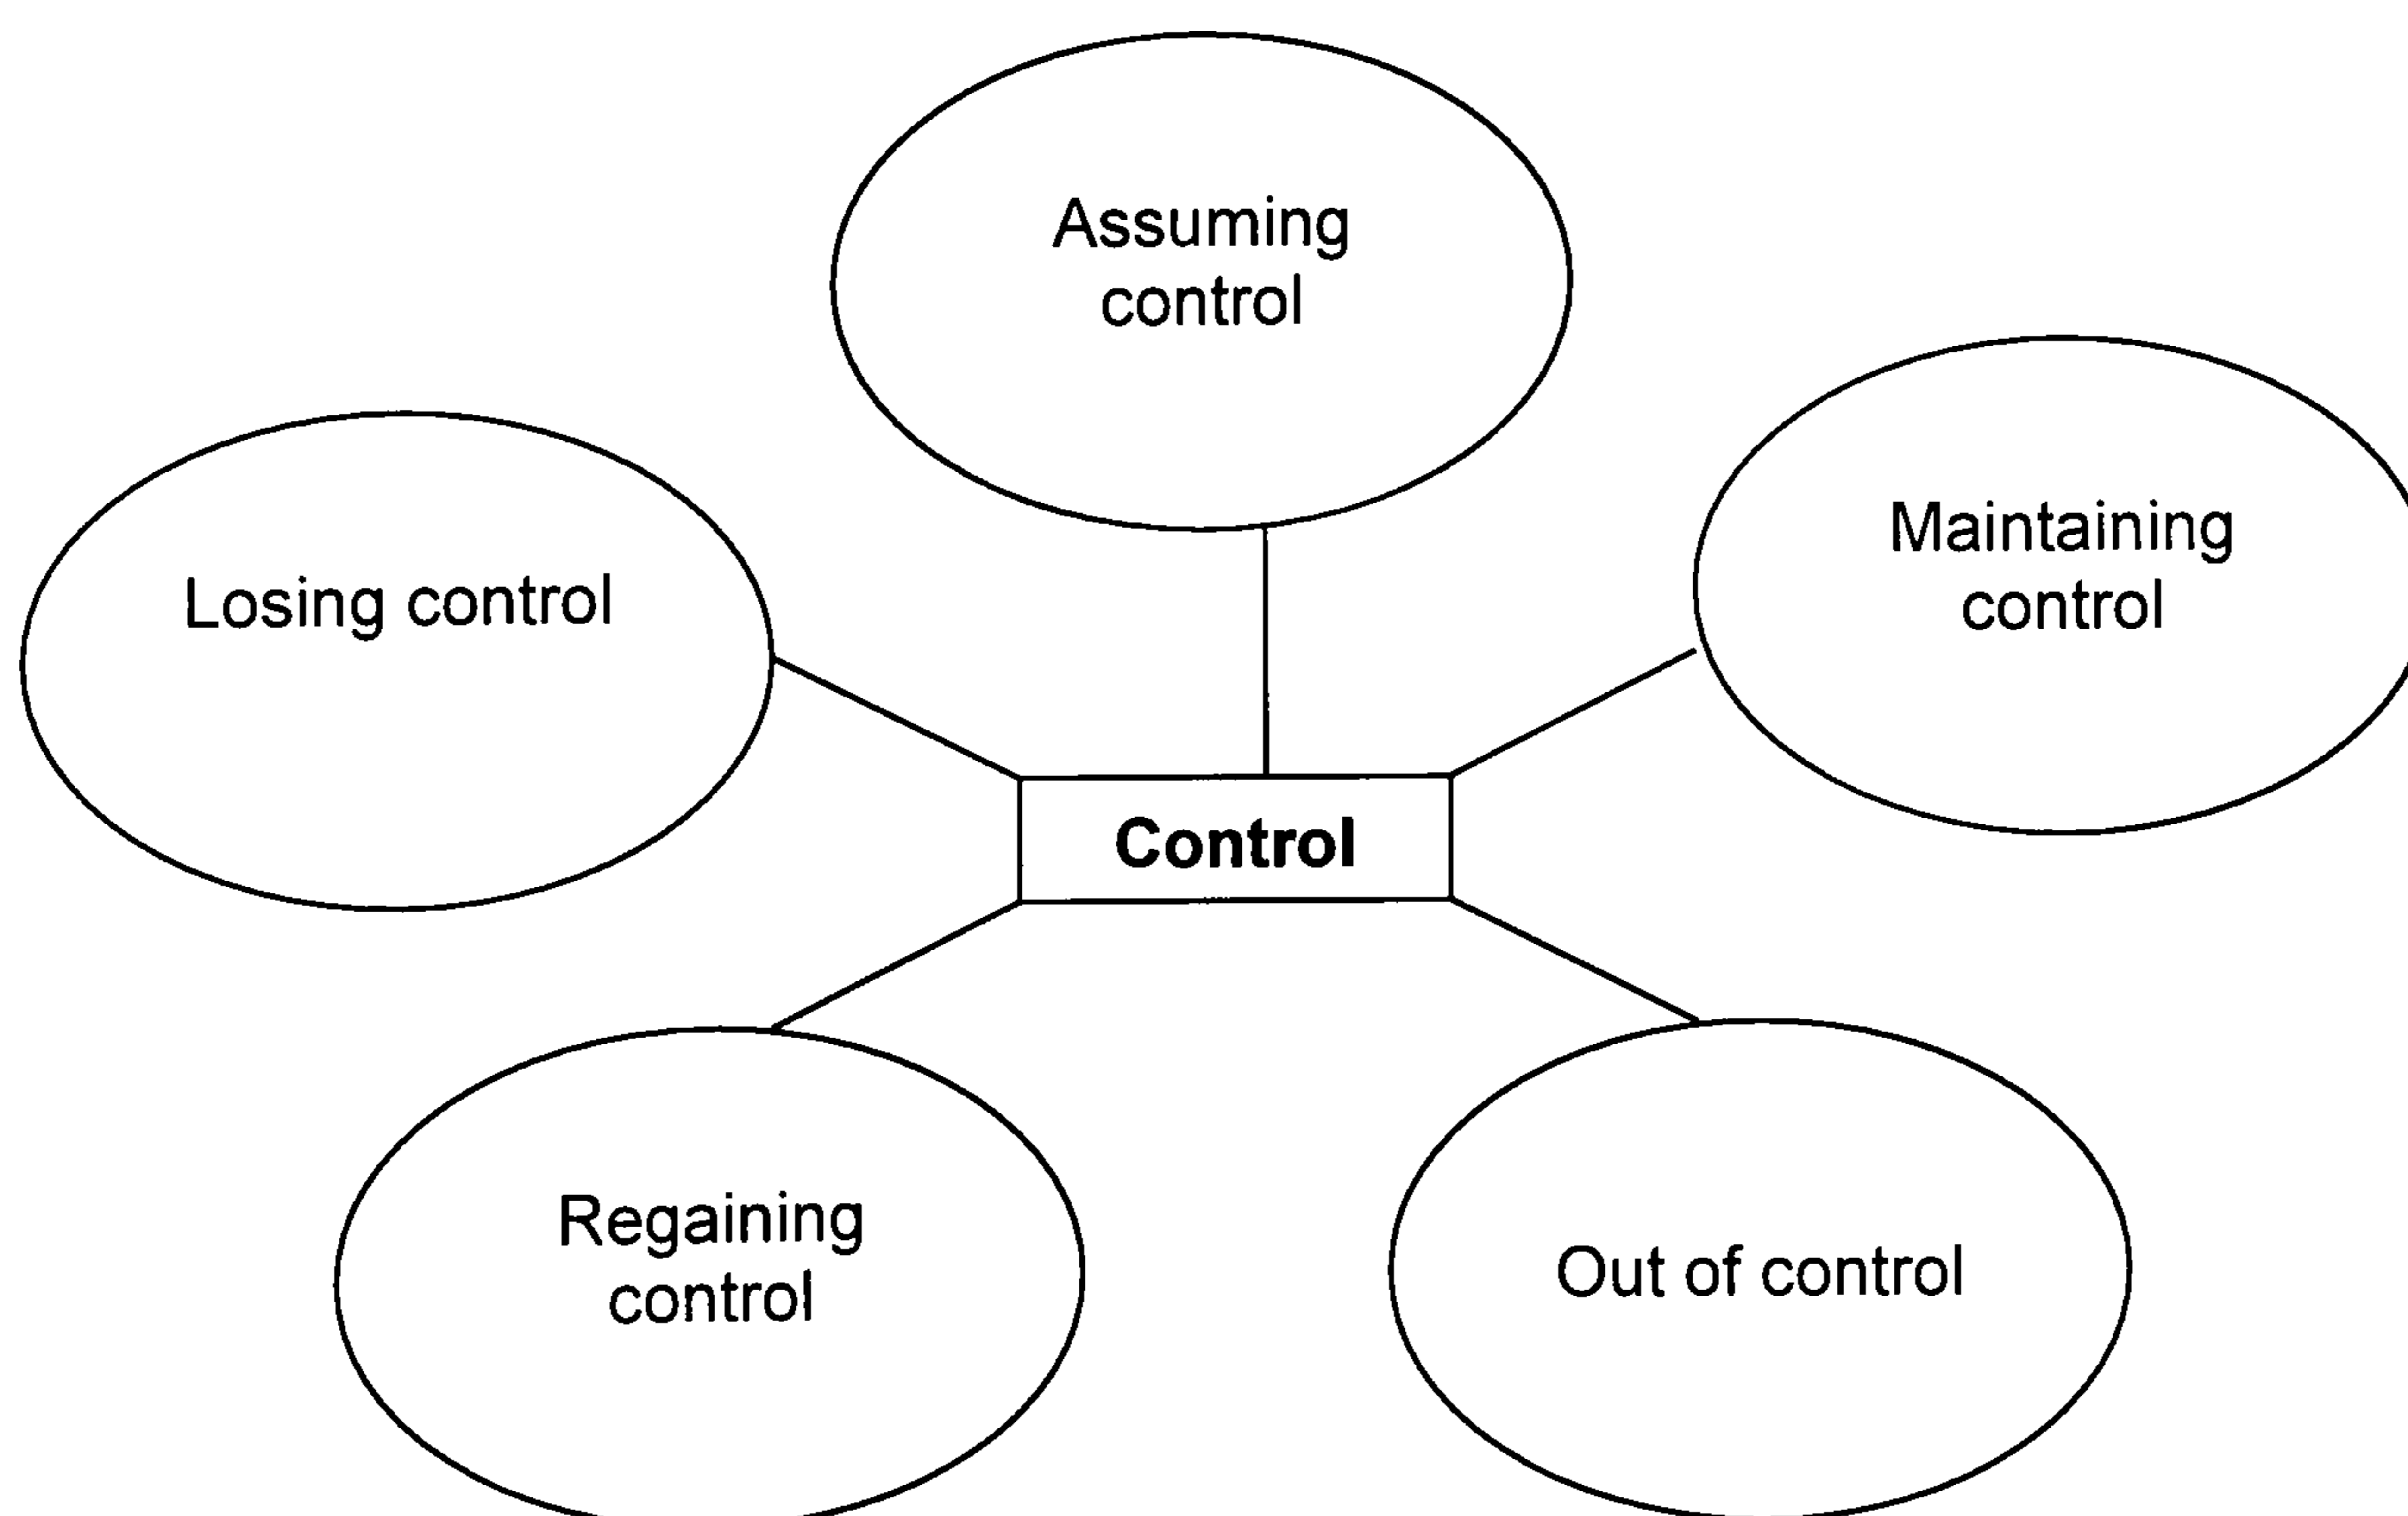 Assuming
control
Maintaining
control
Losing control
Control
Regaining
control
Out of control